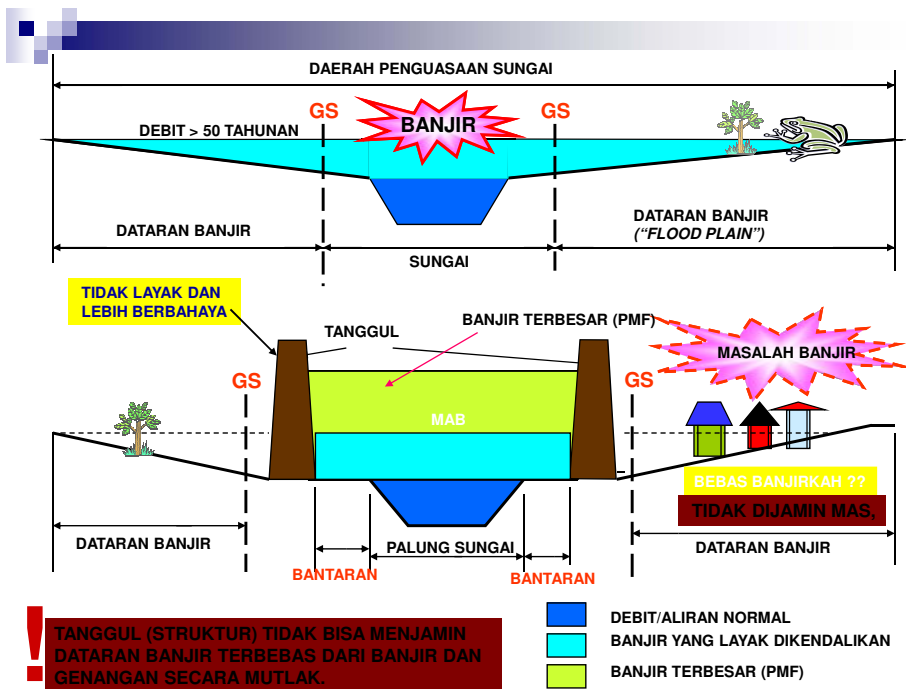 DAERAH PENGUASAAN SUNGAI
GS
BANJIR
GS
DEBIT > 50 TAHUNAN
DATARAN BANJIR
SUNGAI
DATARAN BANJIR
("FLOOD PLAIN")
TIDAK LAYAK DAN
LEBIH BERBAHAYA
TANGGUL
BANJIR TERBESAR (PMF)
MASALAH BANJIR
GS
GS
MAB
BEBAS BANJIRKAH ??
TIDAK DIJAMIN MAS,
DATARAN BANJIR
PALUNG SUNGAI
DATARAN BANJIR
BANTARAN
BANTARAN
!
TANGGUL (STRUKTUR) TIDAK BISA MENJAMIN
DATARAN BANJIR TERBEBAS DARI BANJIR DAN
GENANGAN SECARA MUTLAK.
DEBIT/ALIRAN NORMAL
BANJIR YANG LAYAK DIKENDALIKAN
BANJIR TERBESAR (PMF)